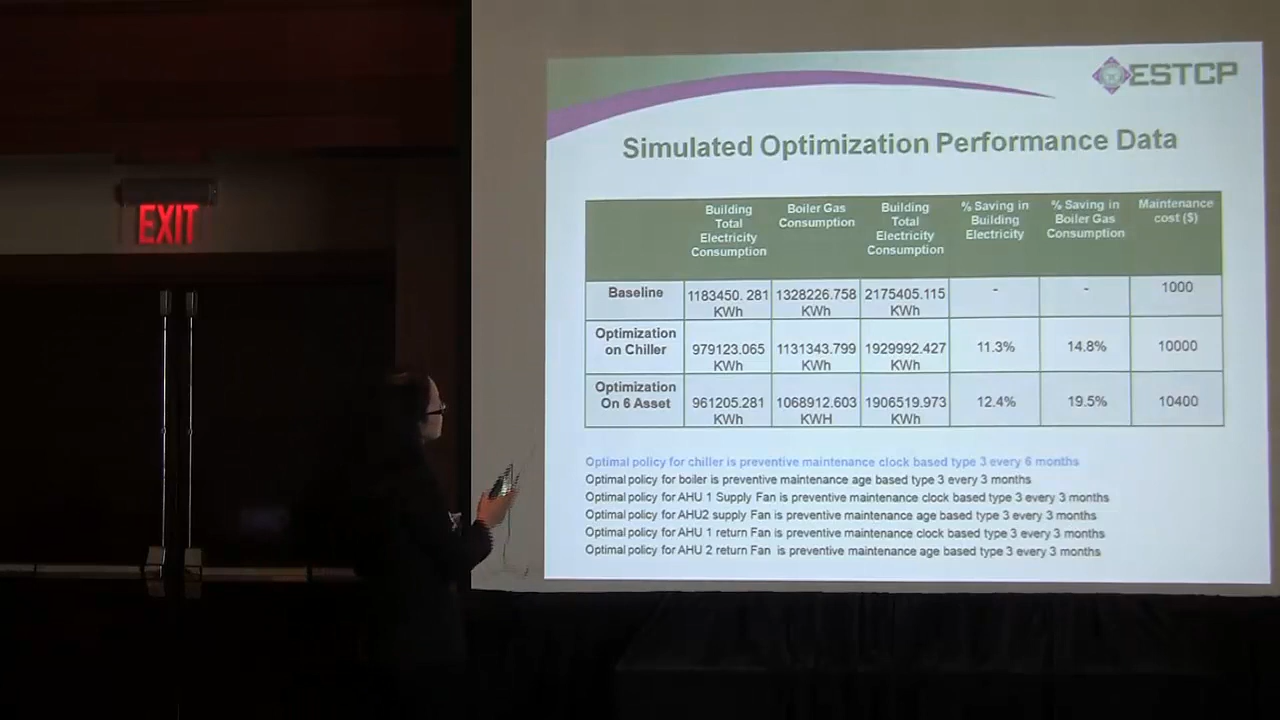 EXIT
ESTCP
Simulated Optimization Performance Data
Building Total Electricity Consumption
Boiler Gas Consumption
Building Total Electricity Consumption
% Saving in Building Electricity
% Saving in Boiler Gas Consumption
Maintenance cost ($)
Baseline
1183450. 281 KWh
1328226.758 KWh
2175405.115 KWh
-
-
1000
Optimization on Chiller
979123.065 KWh
1131343.799 KWh
1929992.427 KWh
11.3%
14.8%
10000
Optimization On 6 Asset
961205.281 KWh
1068912.603 KWH
1906519.973 KWh
12.4%
19.5%
10400
Optimal policy for chiller is preventive maintenance clock based type 3 every 6 months
Optimal policy for boiler is preventive maintenance age based type 3 every 3 months
Optimal policy for AHU 1 Supply Fan is preventive maintenance clock based type 3 every 3 months
Optimal policy for AHU2 supply Fan is preventive maintenance age based type 3 every 3 months
Optimal policy for AHU 1 return Fan is preventive maintenance clock based type 3 every 3 months
Optimal policy for AHU 2 return Fan is preventive maintenance age based type 3 every 3 months